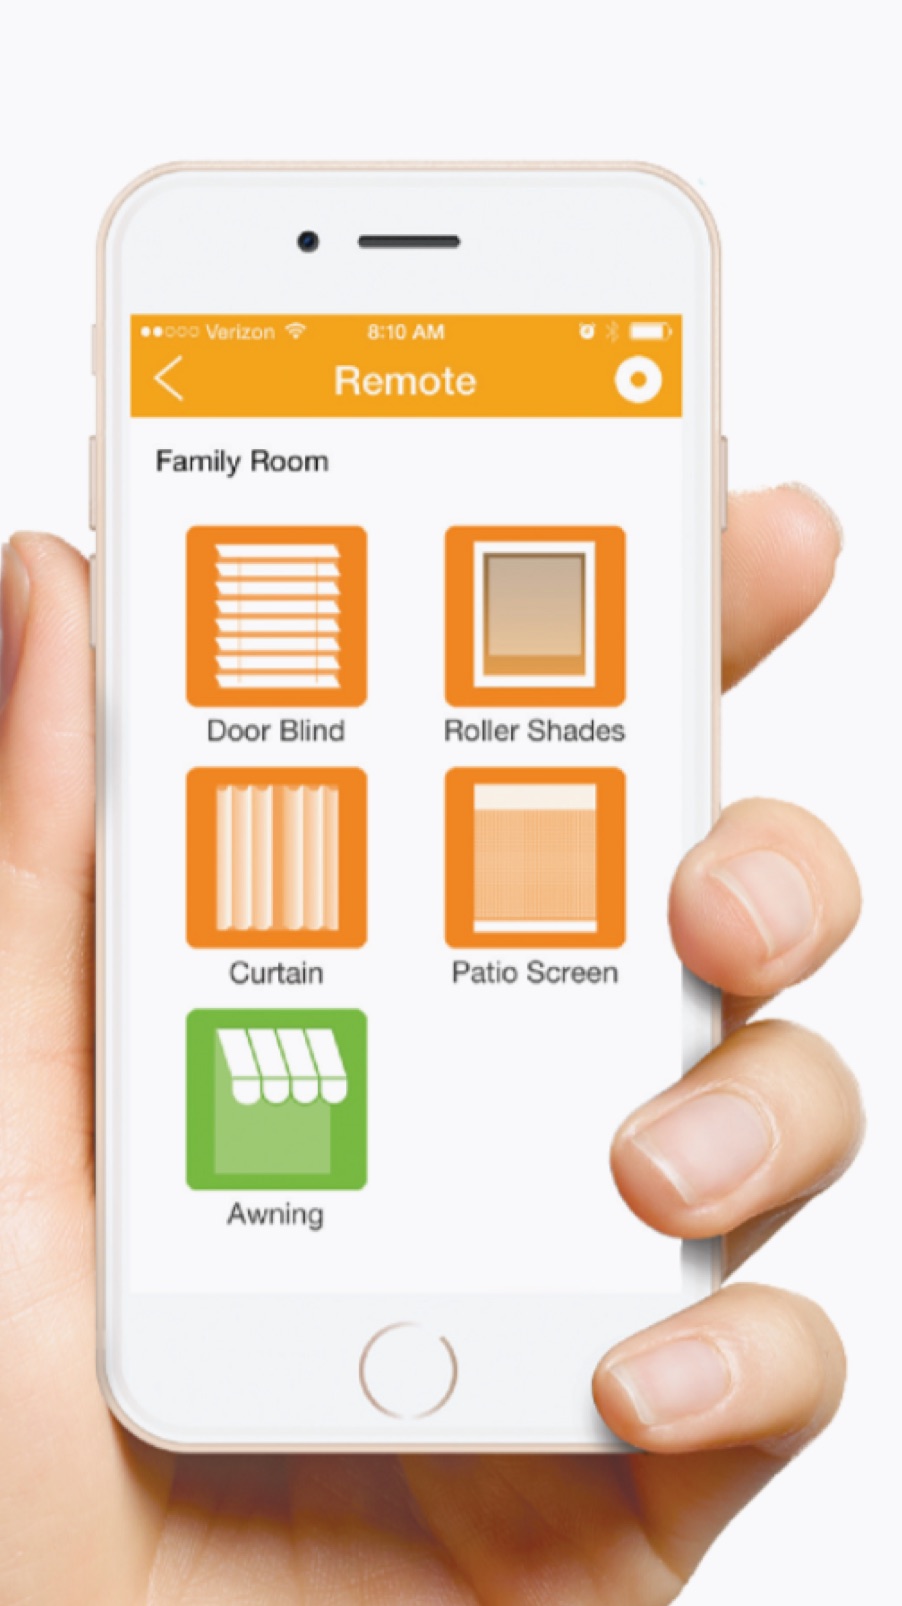 Verizon 8:10 AM
Remote
Family Room
Door Blind Roller Shades
Curtain Patio Screen
Awning